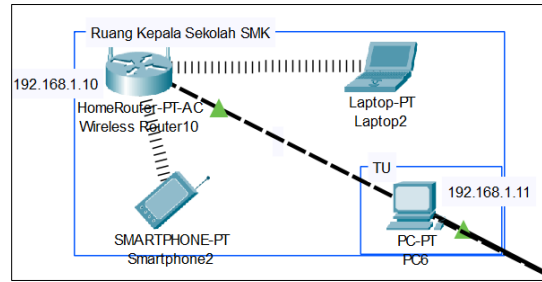 Ruang Kepala Sekolah SMK
192.168.1.10
HomeRouter-PT-AC
Wireless Router10
Laptop-PT
Laptop2
TU
192.168.1.11
SMARTPHONE-PT
Smartphone2
PC-PT
PC6